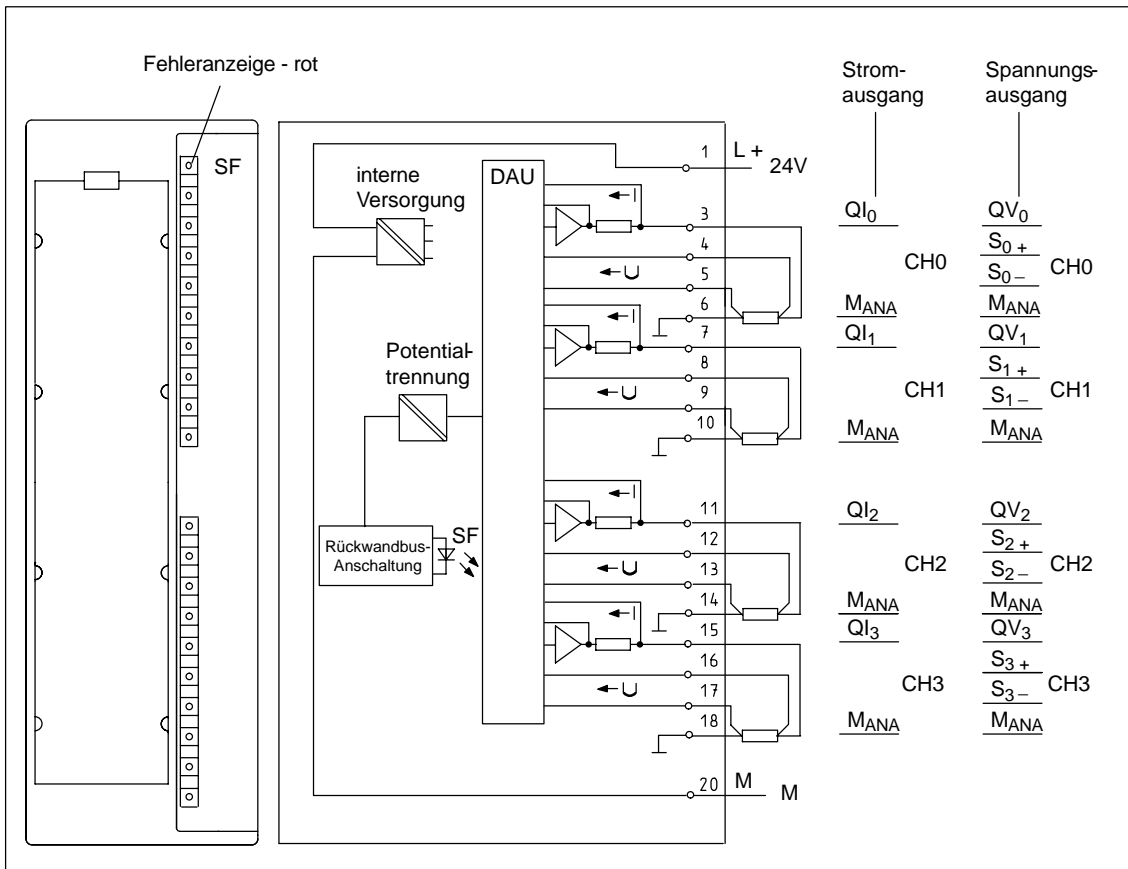 Fehleranzeige - rot
SF
interne
Versorgung
Potential-
trennung
Rückwandbus-
Anschaltung
SF
DAU
I
U
I
U
I
U
I
U
1 L +
24V
3
4
5
6
7
8
9
10
11
12
13
14
15
16
17
18
20 M
M
Strom-
ausgang
QI0
CH0
MANA
QI1
CH1
MANA
QI2
CH2
MANA
QI3
CH3
MANA
Spannungs-
ausgang
QV0
S0 +
S0 –
CH0
MANA
QV1
S1 +
S1 –
CH1
MANA
QV2
S2 +
S2 –
CH2
MANA
QV3
S3 +
S3 –
CH3
MANA